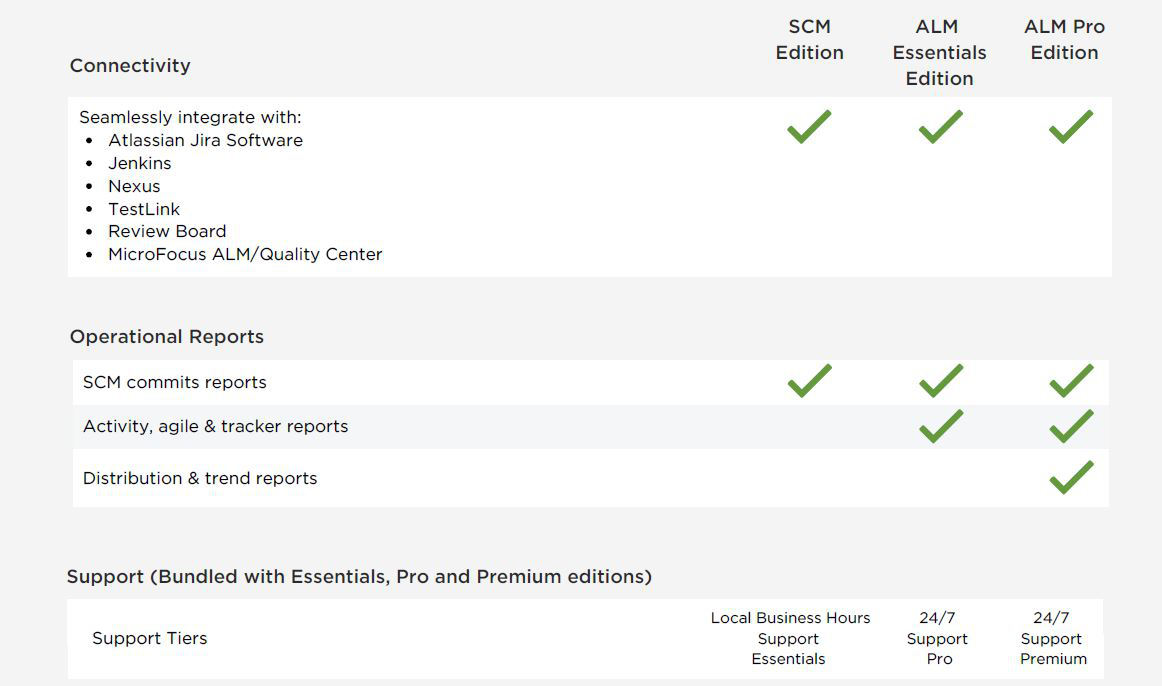 SCM
Edition
ALM
Essentials
Edition
ALM Pro
Edition
Connectivity
Seamlessly integrate with:
• Atlassian Jira Software
• Jenkins
• Nexus
• TestLink
• Review Board
• MicroFocus ALM/Quality Center
Operational Reports
SCM commits reports
Activity, agile & tracker reports
Distribution & trend reports
Support (Bundled with Essentials, Pro and Premium editions)
Support Tiers
Local Business Hours
Support
Essentials
24/7
Support
Pro
24/7
Support
Premium